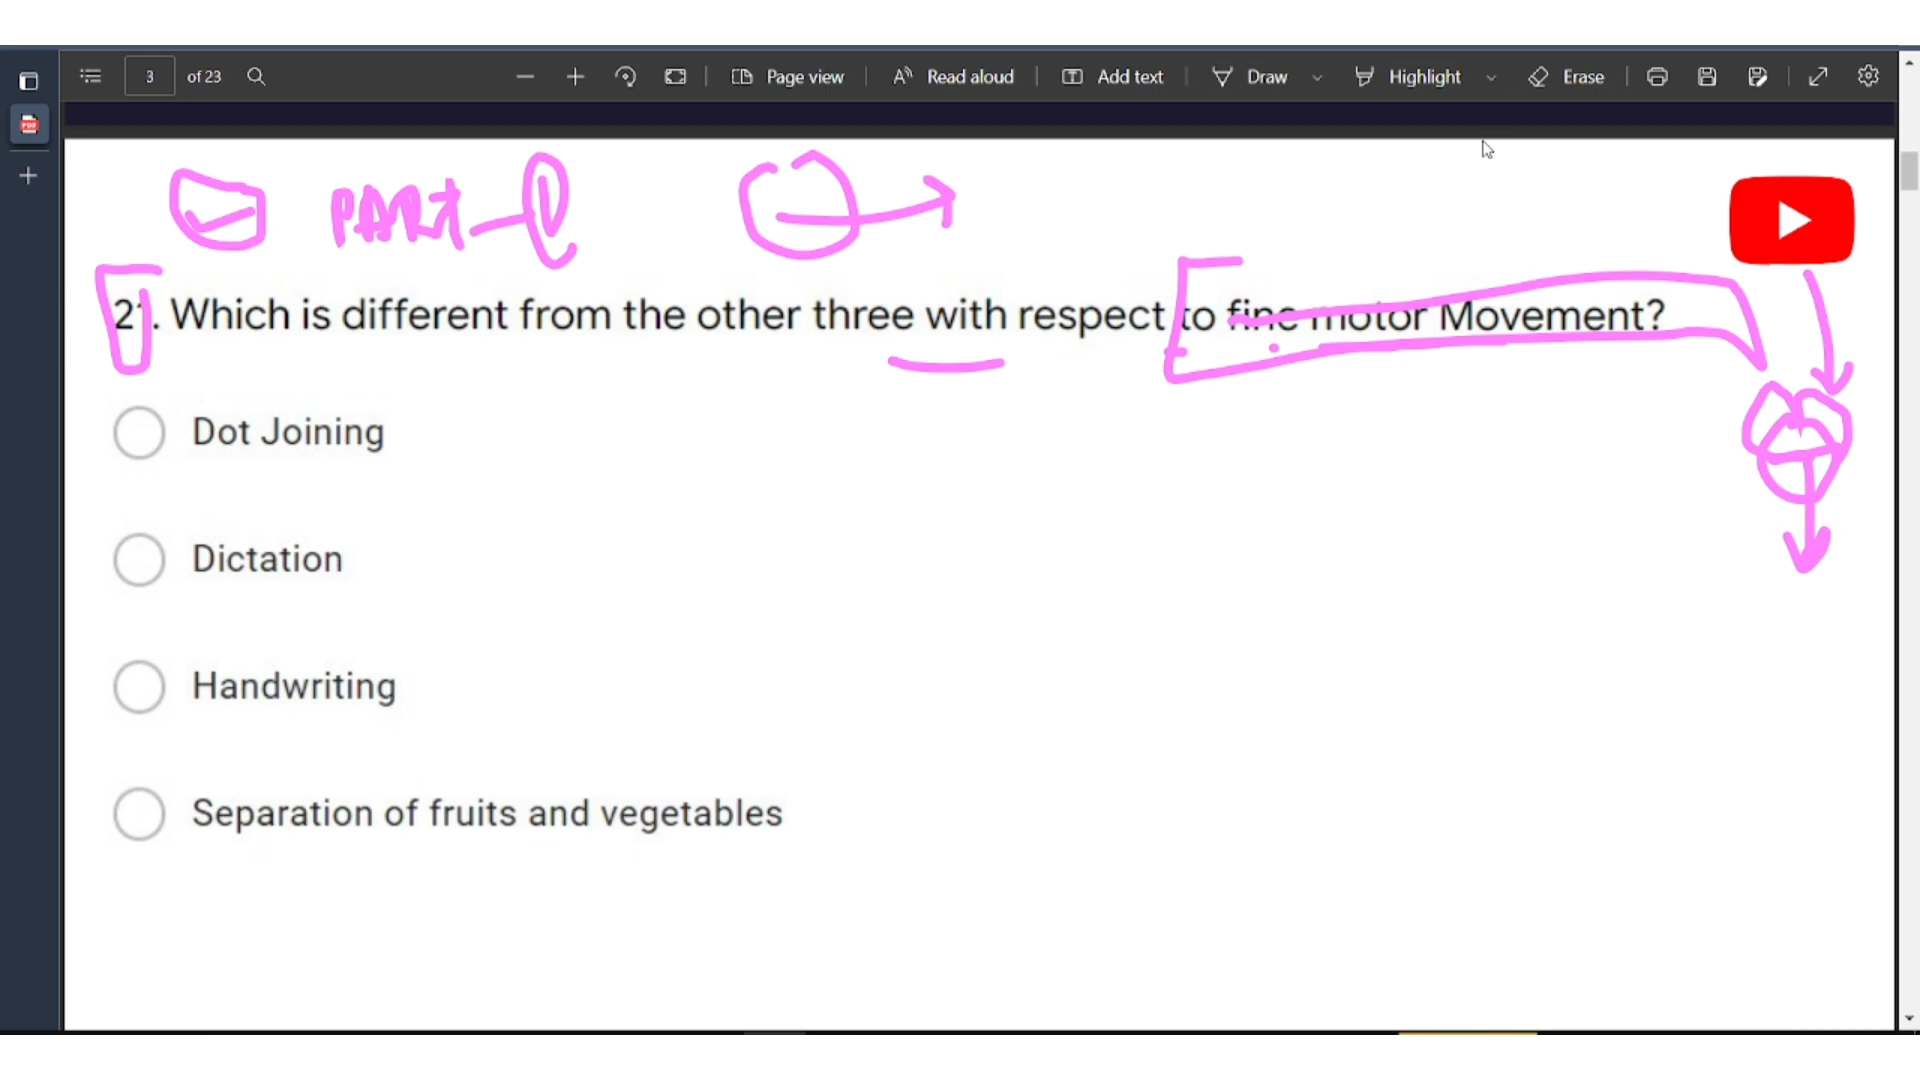 3 of 23 Page view Read aloud Add text Draw Highlight Erase
PDF
PART-
21. Which is different from the other three with respect to fine motor Movement?
Dot Joining
Dictation
Handwriting
Separation of fruits and vegetables